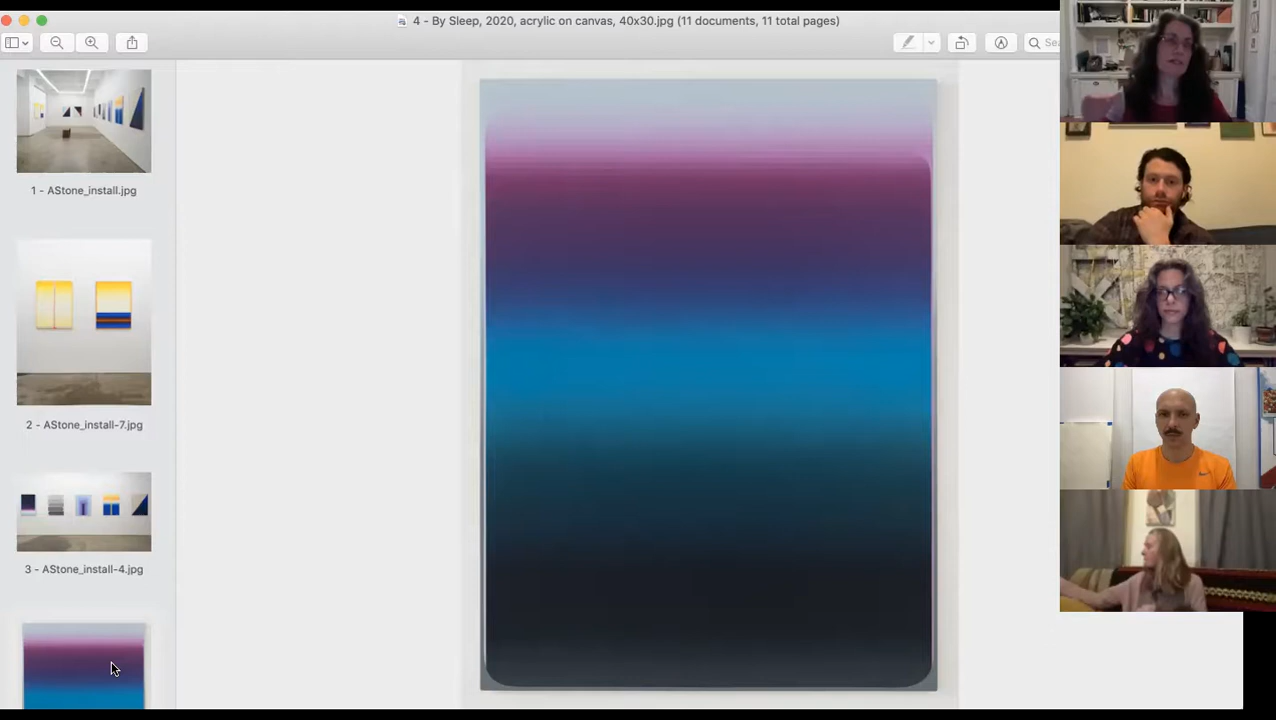 4 - By Sleep, 2020, acrylic on canvas, 40x30.jpg (11 documents, 11 total pages)
1 - AStone_install.jpg
2 - AStone_install-7.jpg
3 - AStone_install-4.jpg